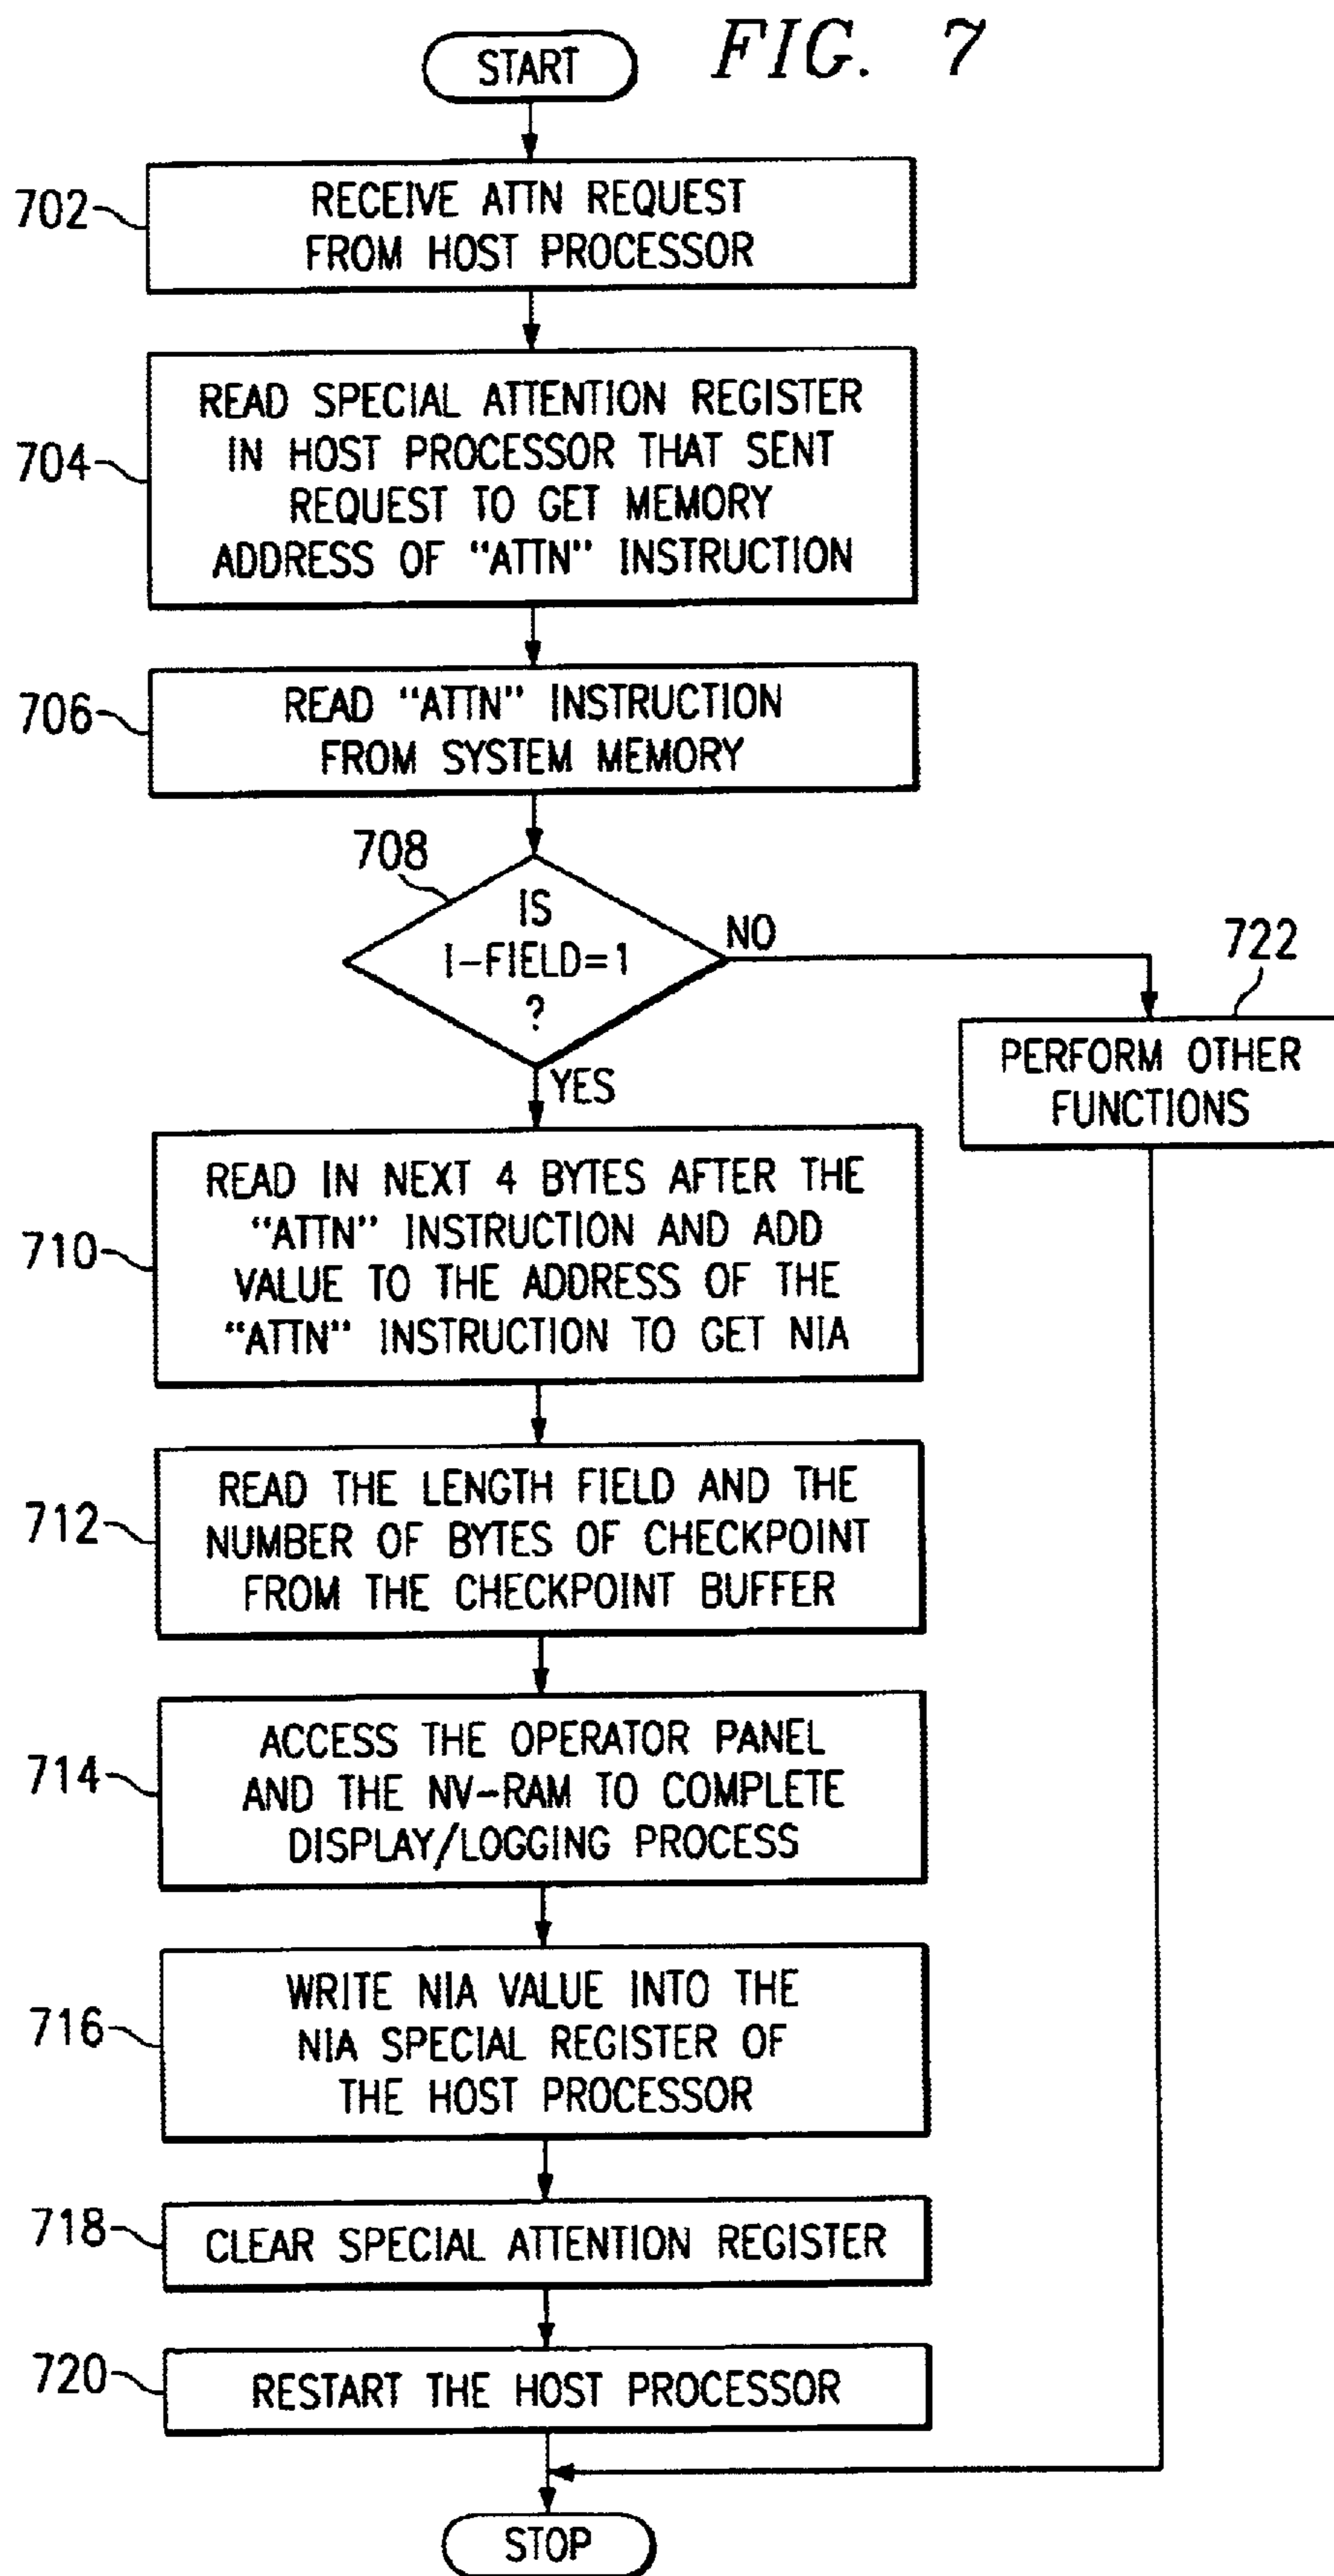 FIG. 7
START
702
RECEIVE ATTN REQUEST
FROM HOST PROCESSOR
704
READ SPECIAL ATTENTION REGISTER
IN HOST PROCESSOR THAT SENT
REQUEST TO GET MEMORY
ADDRESS OF "ATTN" INSTRUCTION
706
READ "ATTN" INSTRUCTION
FROM SYSTEM MEMORY
708
IS
I-FIELD=1
?
NO
YES
722
PERFORM OTHER
FUNCTIONS
710
READ IN NEXT 4 BYTES AFTER THE
"ATTN" INSTRUCTION AND ADD
VALUE TO THE ADDRESS OF THE
"ATTN" INSTRUCTION TO GET NIA
712
READ THE LENGTH FIELD AND THE
NUMBER OF BYTES OF CHECKPOINT
FROM THE CHECKPOINT BUFFER
714
ACCESS THE OPERATOR PANEL
AND THE NV-RAM TO COMPLETE
DISPLAY/LOGGING PROCESS
716
WRITE NIA VALUE INTO THE
NIA SPECIAL REGISTER OF
THE HOST PROCESSOR
718
CLEAR SPECIAL ATTENTION REGISTER
720
RESTART THE HOST PROCESSOR
STOP